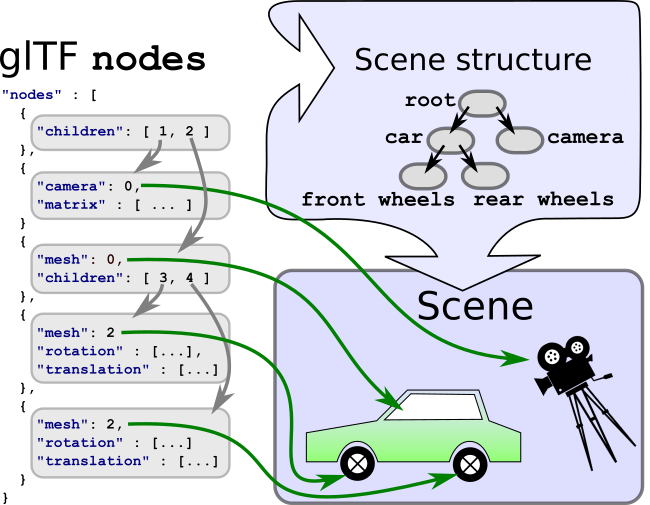 glTF nodes
"nodes" : [
{
"children": [ 1, 2 ]
},
{
"camera": 0,
"matrix" : [ ... ]
}
{
"mesh": 0,
"children": [ 3, 4 ]
},
{
"mesh": 2
"rotation" : [...],
"translation" : [...]
},
{
"mesh": 2,
"rotation" : [...]
"translation" : [...]
}
}
Scene structure
root
car
camera
front wheels
rear wheels
Scene